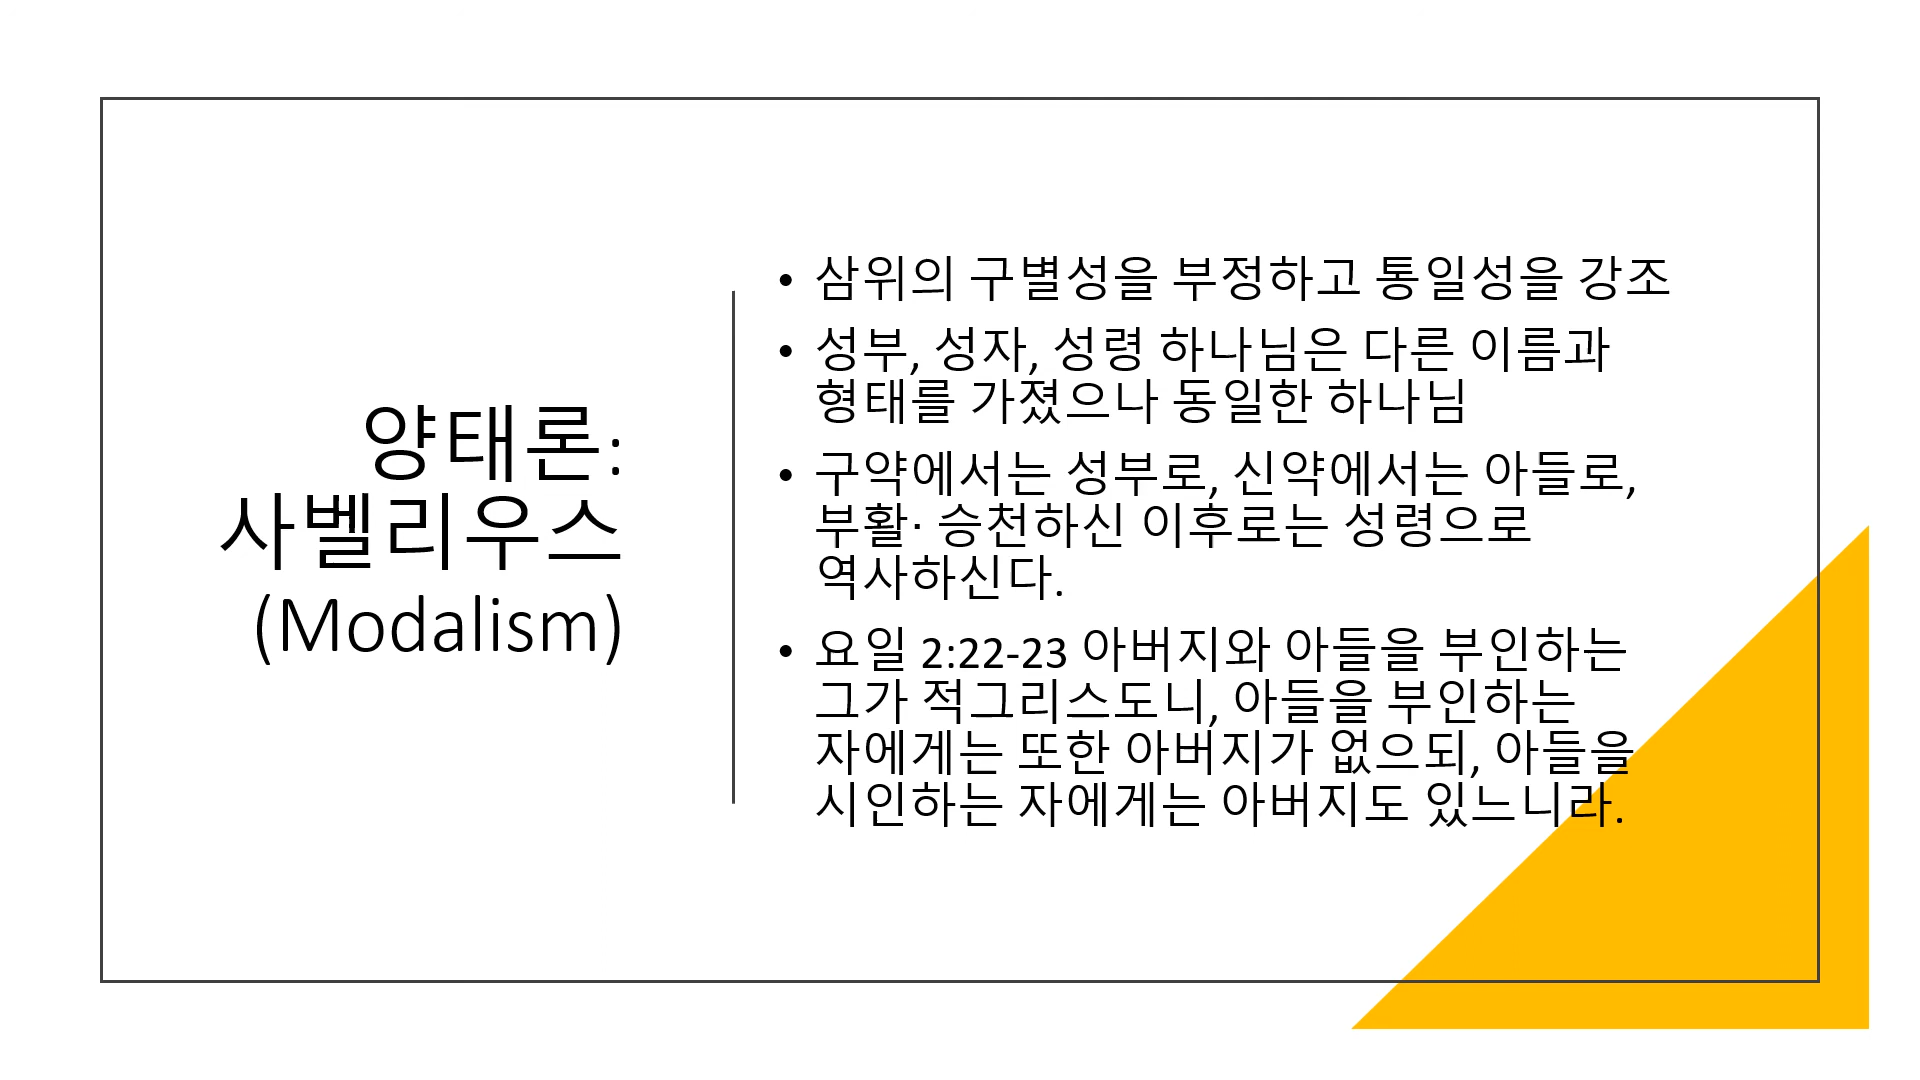 양태론:
사벨리우스
(Modalism)
• 삼위의 구별성을 부정하고 통일성을 강조
• 성부, 성자, 성령 하나님은 다른 이름과
형태를 가졌으나 동일한 하나님
• 구약에서는 성부로, 신약에서는 아들로,
부활· 승천하신 이후로는 성령으로
역사하신다.
• 요일 2:22-23 아버지와 아들을 부인하는
그가 적그리스도니, 아들을 부인하는
자에게는 또한 아버지가 없으되, 아들을
시인하는 자에게는 아버지도 있느니라.